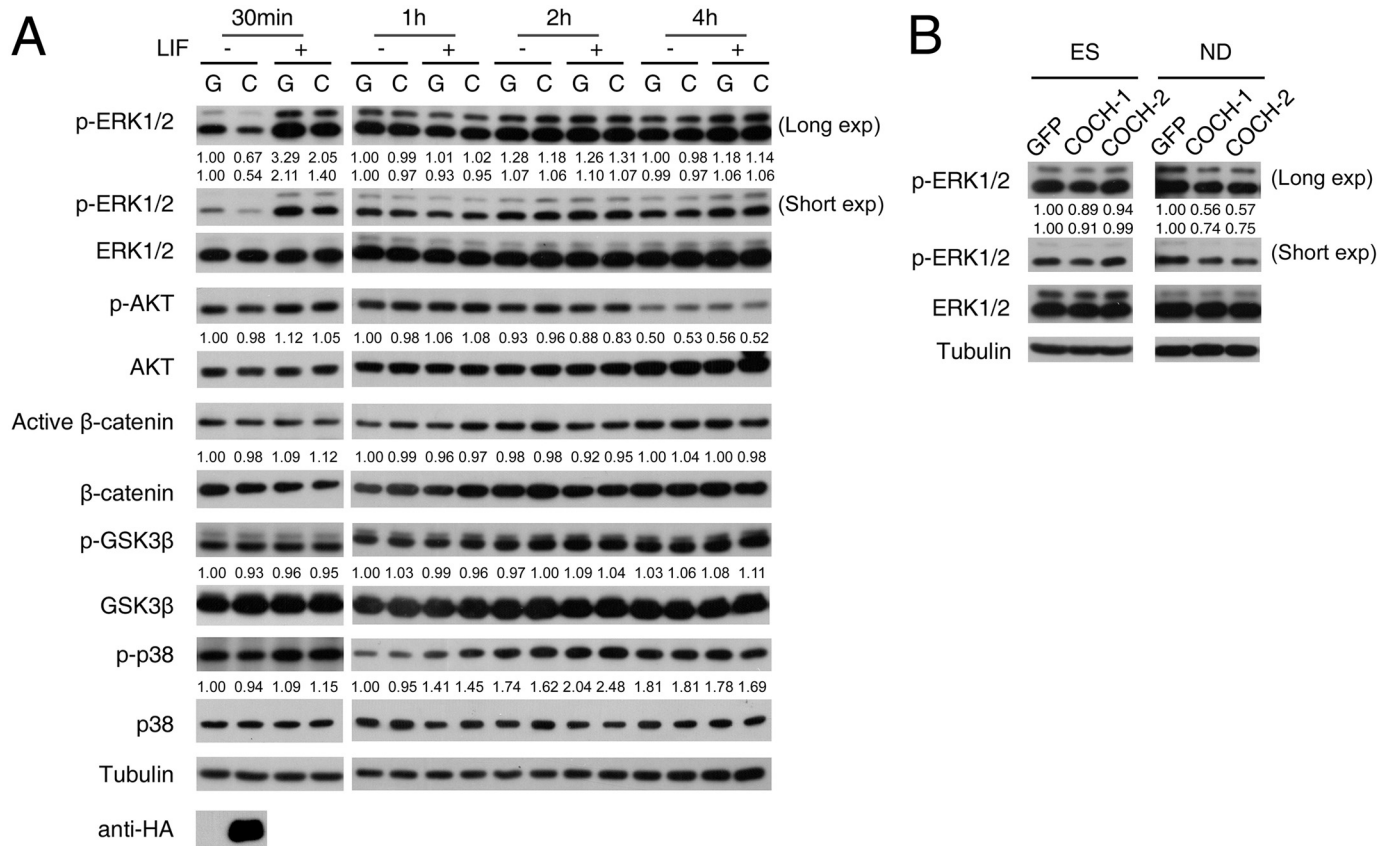 A
30min 1h 2h 4h
LIF - + - + - + - +
G C G C G C G C G C G C G C G C
p-ERK1/2 (Long exp)
1.00 0.67 3.29 2.05 1.00 0.99 1.01 1.02 1.28 1.18 1.26 1.31 1.00 0.98 1.18 1.14
1.00 0.54 2.11 1.40 1.00 0.97 0.93 0.95 1.07 1.06 1.10 1.07 0.99 0.97 1.06 1.06
p-ERK1/2 (Short exp)
ERK1/2
p-AKT
1.00 0.98 1.12 1.05 1.00 0.98 1.06 1.08 0.93 0.96 0.88 0.83 0.50 0.53 0.56 0.52
AKT
Active β-catenin
1.00 0.98 1.09 1.12 1.00 0.99 0.96 0.97 0.98 0.98 0.92 0.95 1.00 1.04 1.00 0.98
β-catenin
p-GSK3β
1.00 0.93 0.96 0.95 1.00 1.03 0.99 0.96 0.97 1.00 1.09 1.04 1.03 1.06 1.08 1.11
GSK3β
p-p38
1.00 0.94 1.09 1.15 1.00 0.95 1.41 1.45 1.74 1.62 2.04 2.48 1.81 1.81 1.78 1.69
p38
Tubulin
anti-HA
B
ES ND
GFP COCH-1 COCH-2 GFP COCH-1 COCH-2
p-ERK1/2 (Long exp)
1.00 0.89 0.94 1.00 0.56 0.57
1.00 0.91 0.99 1.00 0.74 0.75
p-ERK1/2 (Short exp)
ERK1/2
Tubulin